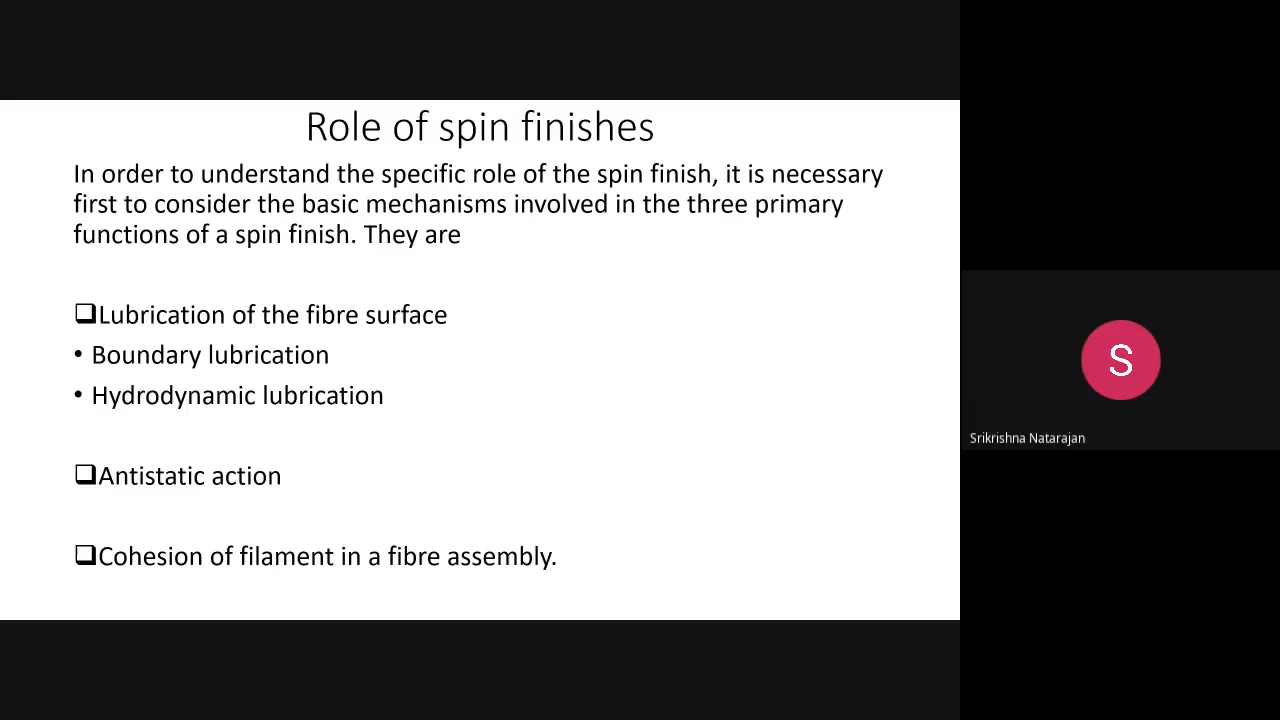 Role of spin finishes
In order to understand the specific role of the spin finish, it is necessary
first to consider the basic mechanisms involved in the three primary
functions of a spin finish. They are
❑Lubrication of the fibre surface
• Boundary lubrication
• Hydrodynamic lubrication
❑Antistatic action
❑Cohesion of filament in a fibre assembly.
S
Srikrishna Natarajan